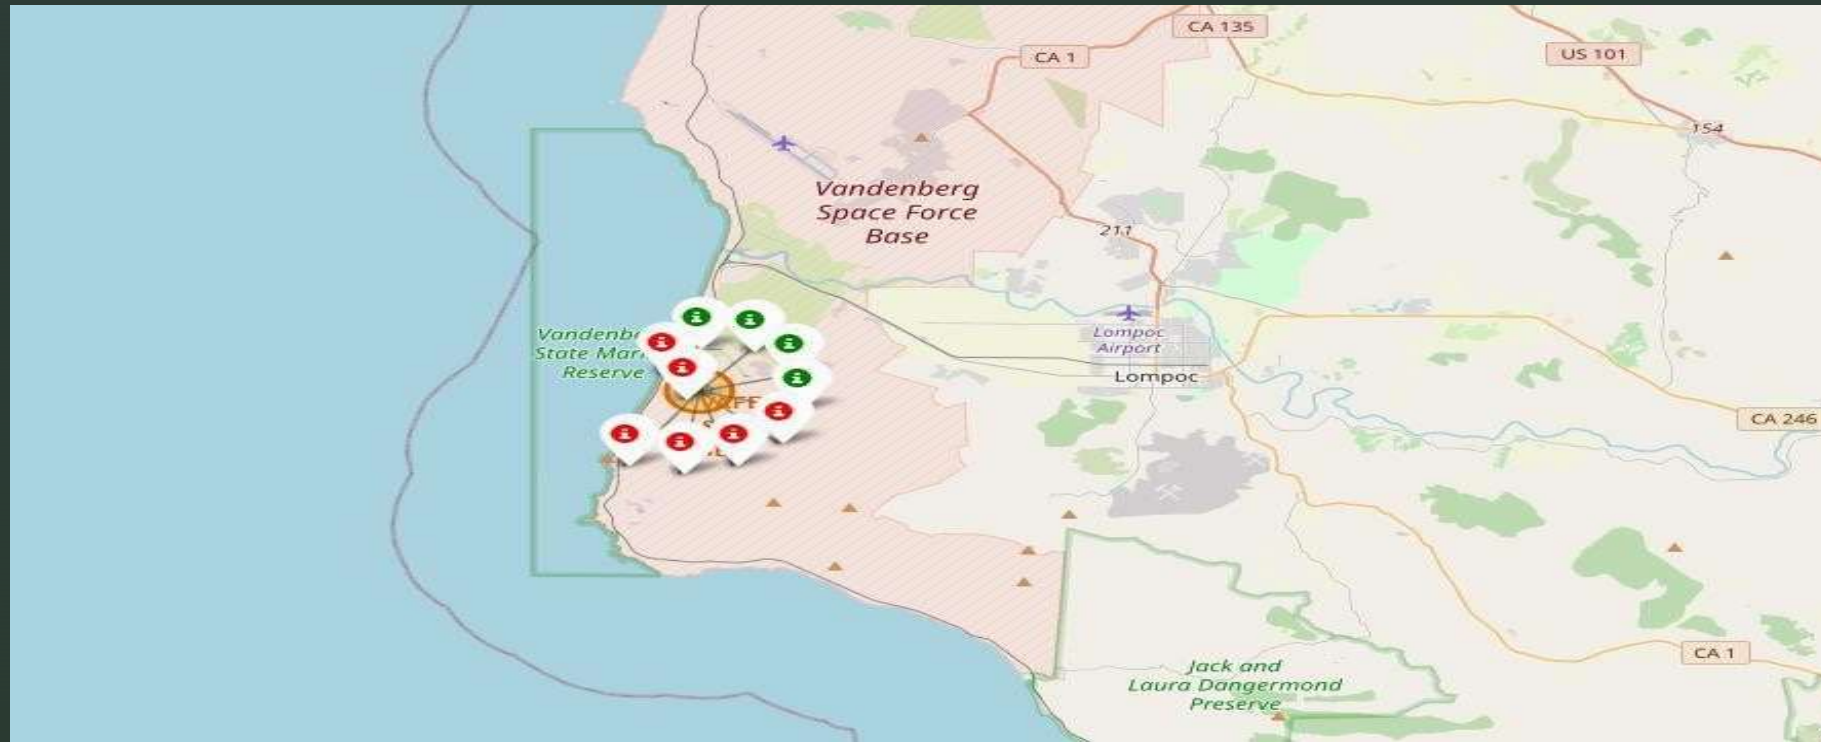 CA 135
CA 1
US 101
154
Vandenberg
Space Force
Base
211
Lompoc
Airport
Lompoc
State
Reserve
CA 246
CA 1
Jack and
Laura Dangermond
Preserve